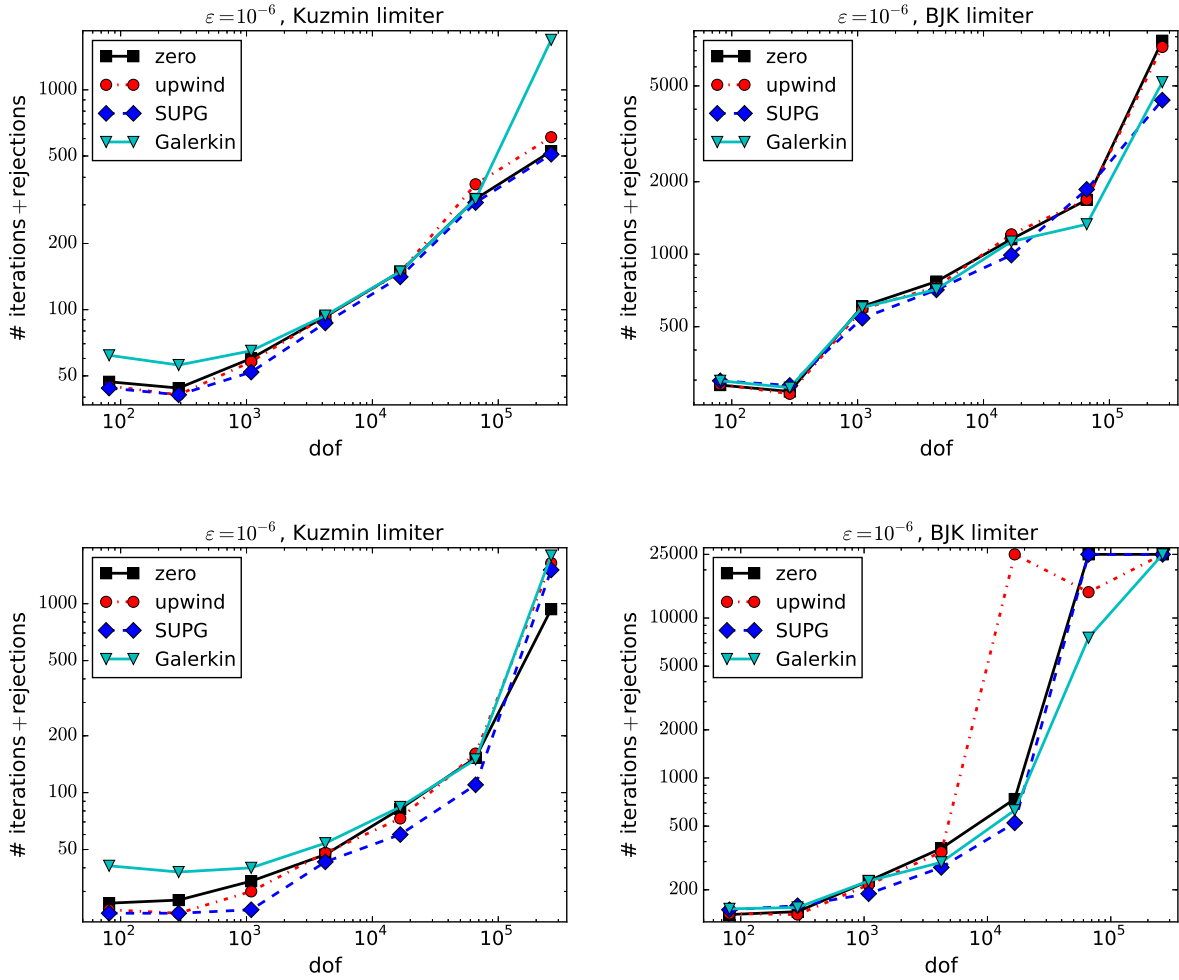 ε=10⁻⁶, Kuzmin limiter
zero
upwind
SUPG
Galerkin
1000
500
200
100
50
10² 10³ 10⁴ 10⁵
dof
# iterations+rejections
ε=10⁻⁶, BJK limiter
zero
upwind
SUPG
Galerkin
5000
2000
1000
500
10² 10³ 10⁴ 10⁵
dof
# iterations+rejections
ε=10⁻⁶, Kuzmin limiter
zero
upwind
SUPG
Galerkin
1000
500
200
100
50
10² 10³ 10⁴ 10⁵
dof
# iterations+rejections
ε=10⁻⁶, BJK limiter
zero
upwind
SUPG
Galerkin
25000
10000
5000
2000
1000
500
200
10² 10³ 10⁴ 10⁵
dof
# iterations+rejections